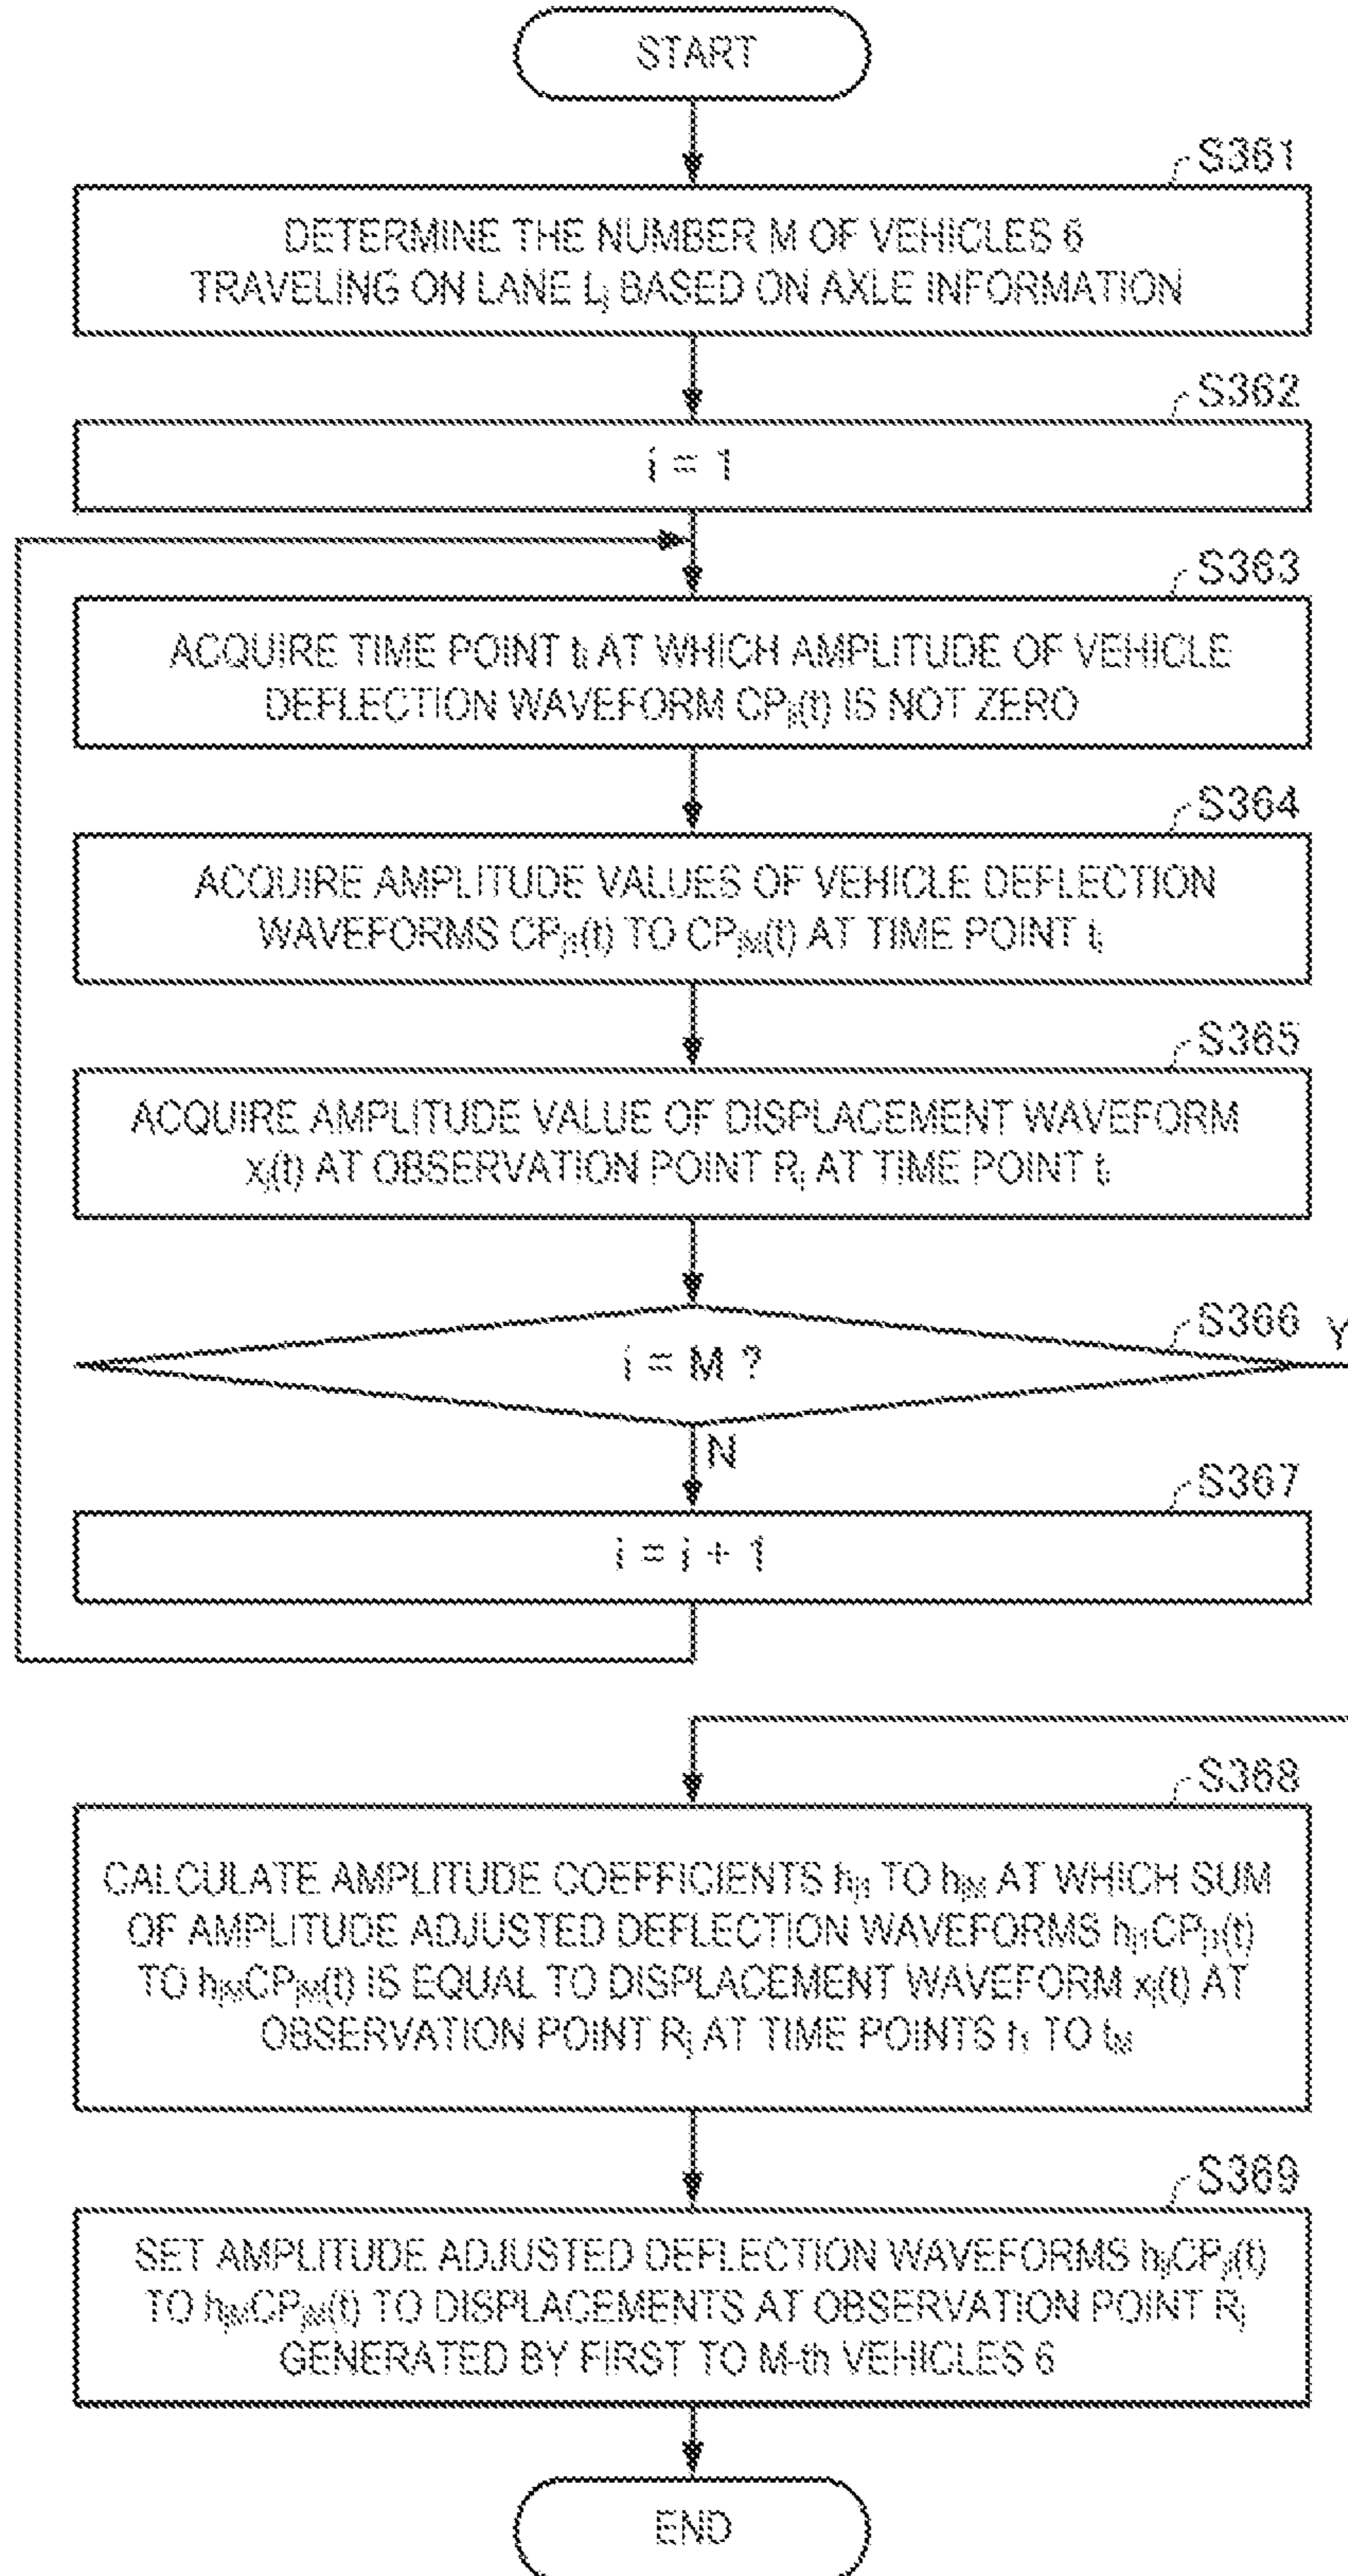 START
S361
DETERMINE THE NUMBER M OF VEHICLES 6
TRAVELING ON LANE Lj BASED ON AXLE INFORMATION
S362
i = 1
S363
ACQUIRE TIME POINT ti AT WHICH AMPLITUDE OF VEHICLE
DEFLECTION WAVEFORM CPji(t) IS NOT ZERO
S364
ACQUIRE AMPLITUDE VALUES OF VEHICLE DEFLECTION
WAVEFORMS CPj1(t) TO CPjM(t) AT TIME POINT ti
S365
ACQUIRE AMPLITUDE VALUE OF DISPLACEMENT WAVEFORM
xj(t) AT OBSERVATION POINT Rj AT TIME POINT ti
S366
Y
i = M ?
N
S367
i = i + 1
S368
CALCULATE AMPLITUDE COEFFICIENTS hj1 TO hjM AT WHICH SUM
OF AMPLITUDE ADJUSTED DEFLECTION WAVEFORMS hj1CPj1(t)
TO hjMCPjM(t) IS EQUAL TO DISPLACEMENT WAVEFORM xj(t) AT
OBSERVATION POINT Rj AT TIME POINTS t1 TO tM
S369
SET AMPLITUDE ADJUSTED DEFLECTION WAVEFORMS hjiCPji(t)
TO hjMCPjM(t) TO DISPLACEMENTS AT OBSERVATION POINT Rj
GENERATED BY FIRST TO M-th VEHICLES 6
END